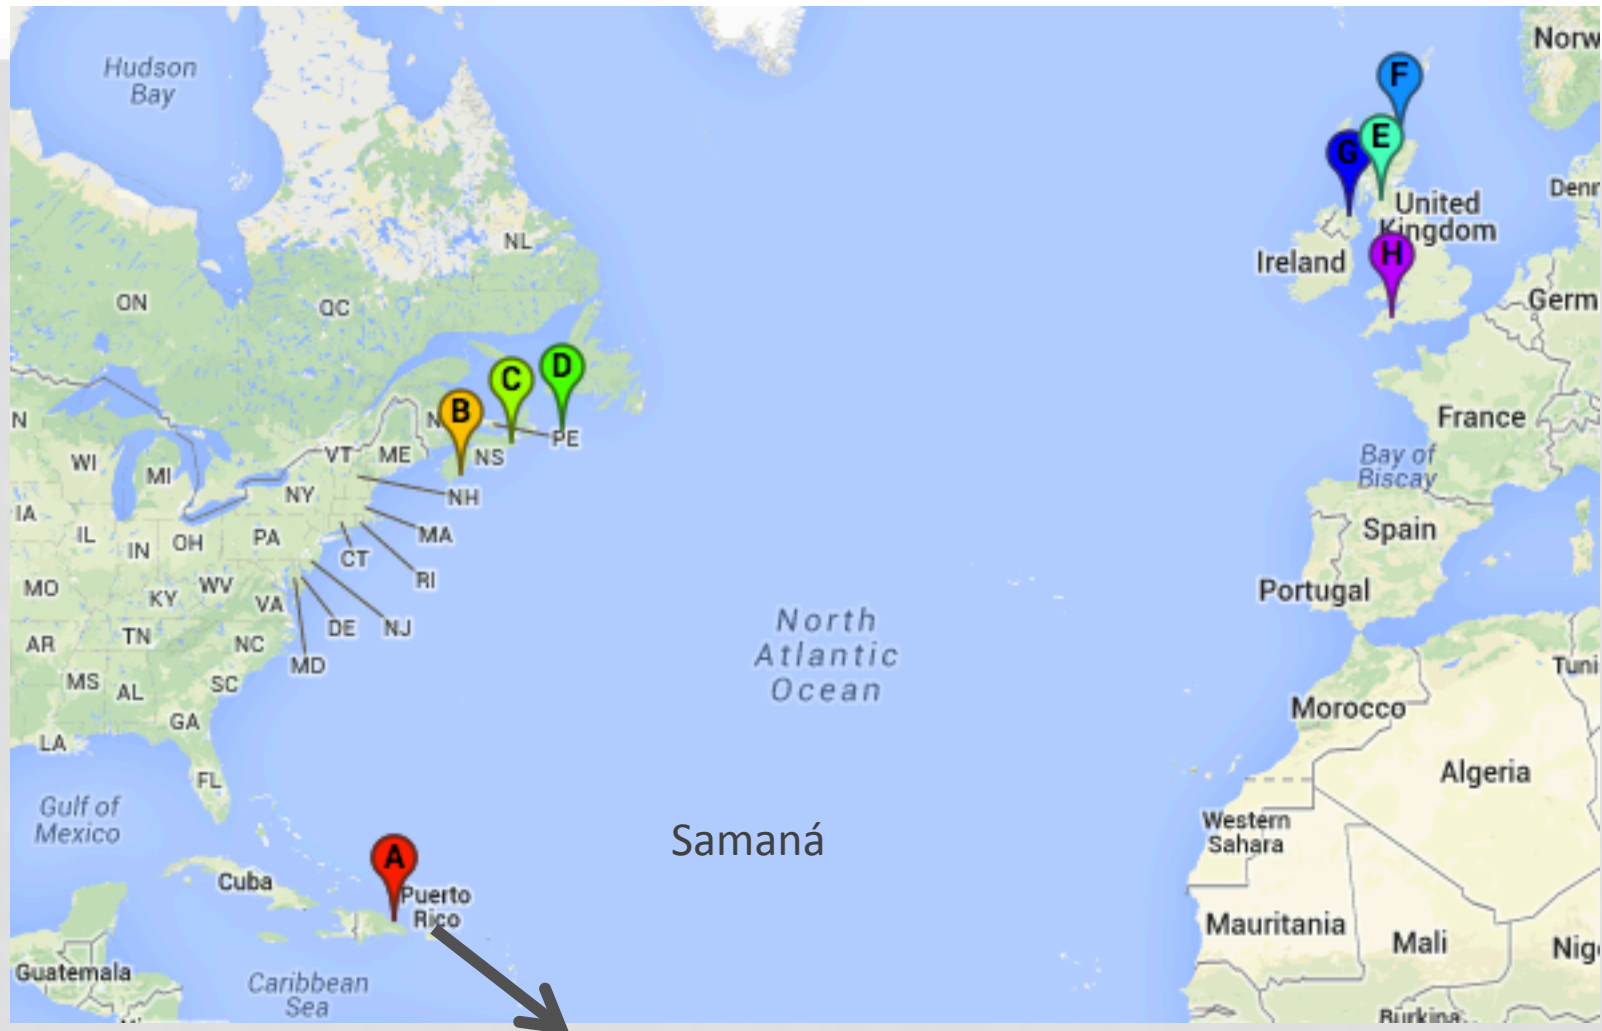 Hudson
Bay
Norw
F
E
G
Denr
United
Kingdom
NL
Ireland
H
ON
QC
Germ
D
C
B
France
N
N
PE
VT
ME
NS
Bay of
Biscay
WI
MI
NY
NH
IA
MA
Spain
IL
IN
OH
PA
CT
RI
MO
KY
WV
VA
Portugal
DE
NJ
North
Atlantic
Ocean
AR
TN
NC
MD
MS
AL
SC
Tuni
GA
Morocco
LA
FL
Algeria
Gulf of
Mexico
Western
Sahara
Samaná
A
Cuba
Puerto
Rico
Mauritania
Mali
Nig
Guatemala
Caribbean
Sea
Burkina